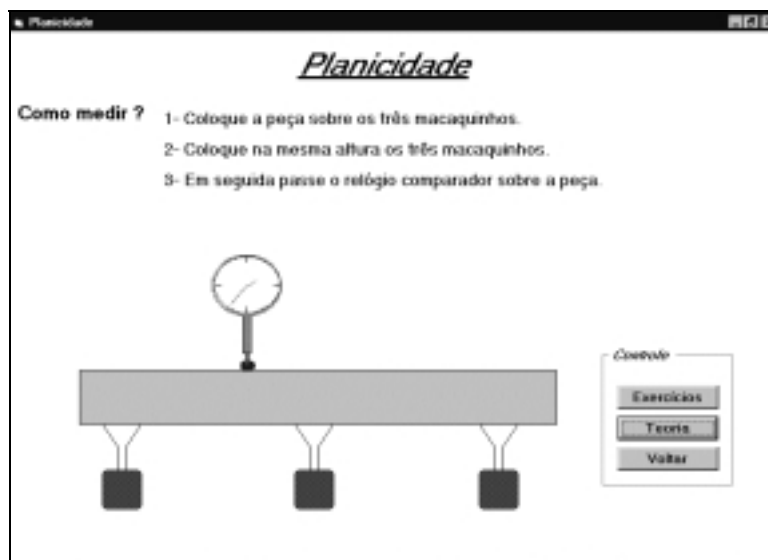 Planicidade
Planicidade
Como medir ?
1- Coloque a peça sobre os três macaquinhos.
2- Coloque na mesma altura os três macaquinhos.
3- Em seguida passe o relógio comparador sobre a peça.
Controle
Exercícios
Teoria
Voltar